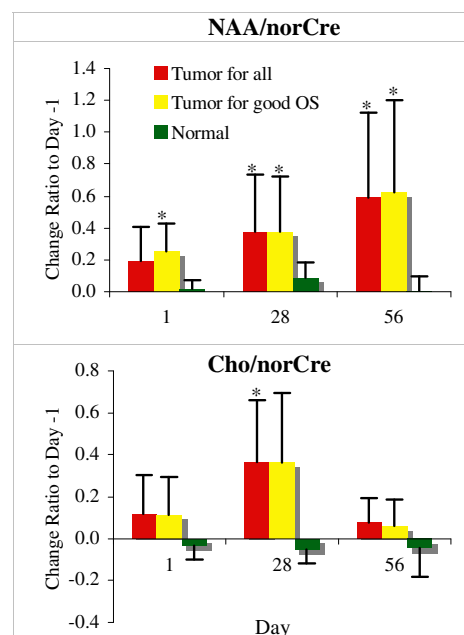 NAA/norCre
Change Ratio to Day -1
1.4
1.2
1.0
0.8
0.6
0.4
0.2
0.0
Tumor for all
Tumor for good OS
Normal
*
* *
* *
1 28 56
Cho/norCre
Change Ratio to Day -1
0.8
0.6
0.4
0.2
0.0
-0.2
-0.4
*
1 28 56
Day